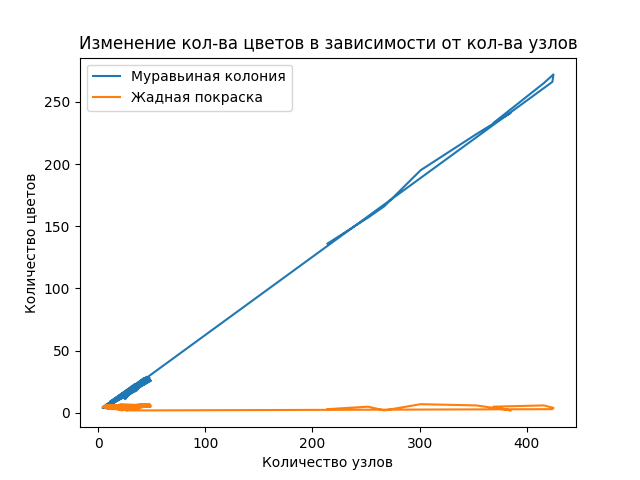 Изменение кол-ва цветов в зависимости от кол-ва узлов
Муравьиная колония
Жадная покраска
250
200
150
100
50
0
Количество цветов
0 100 200 300 400
Количество узлов